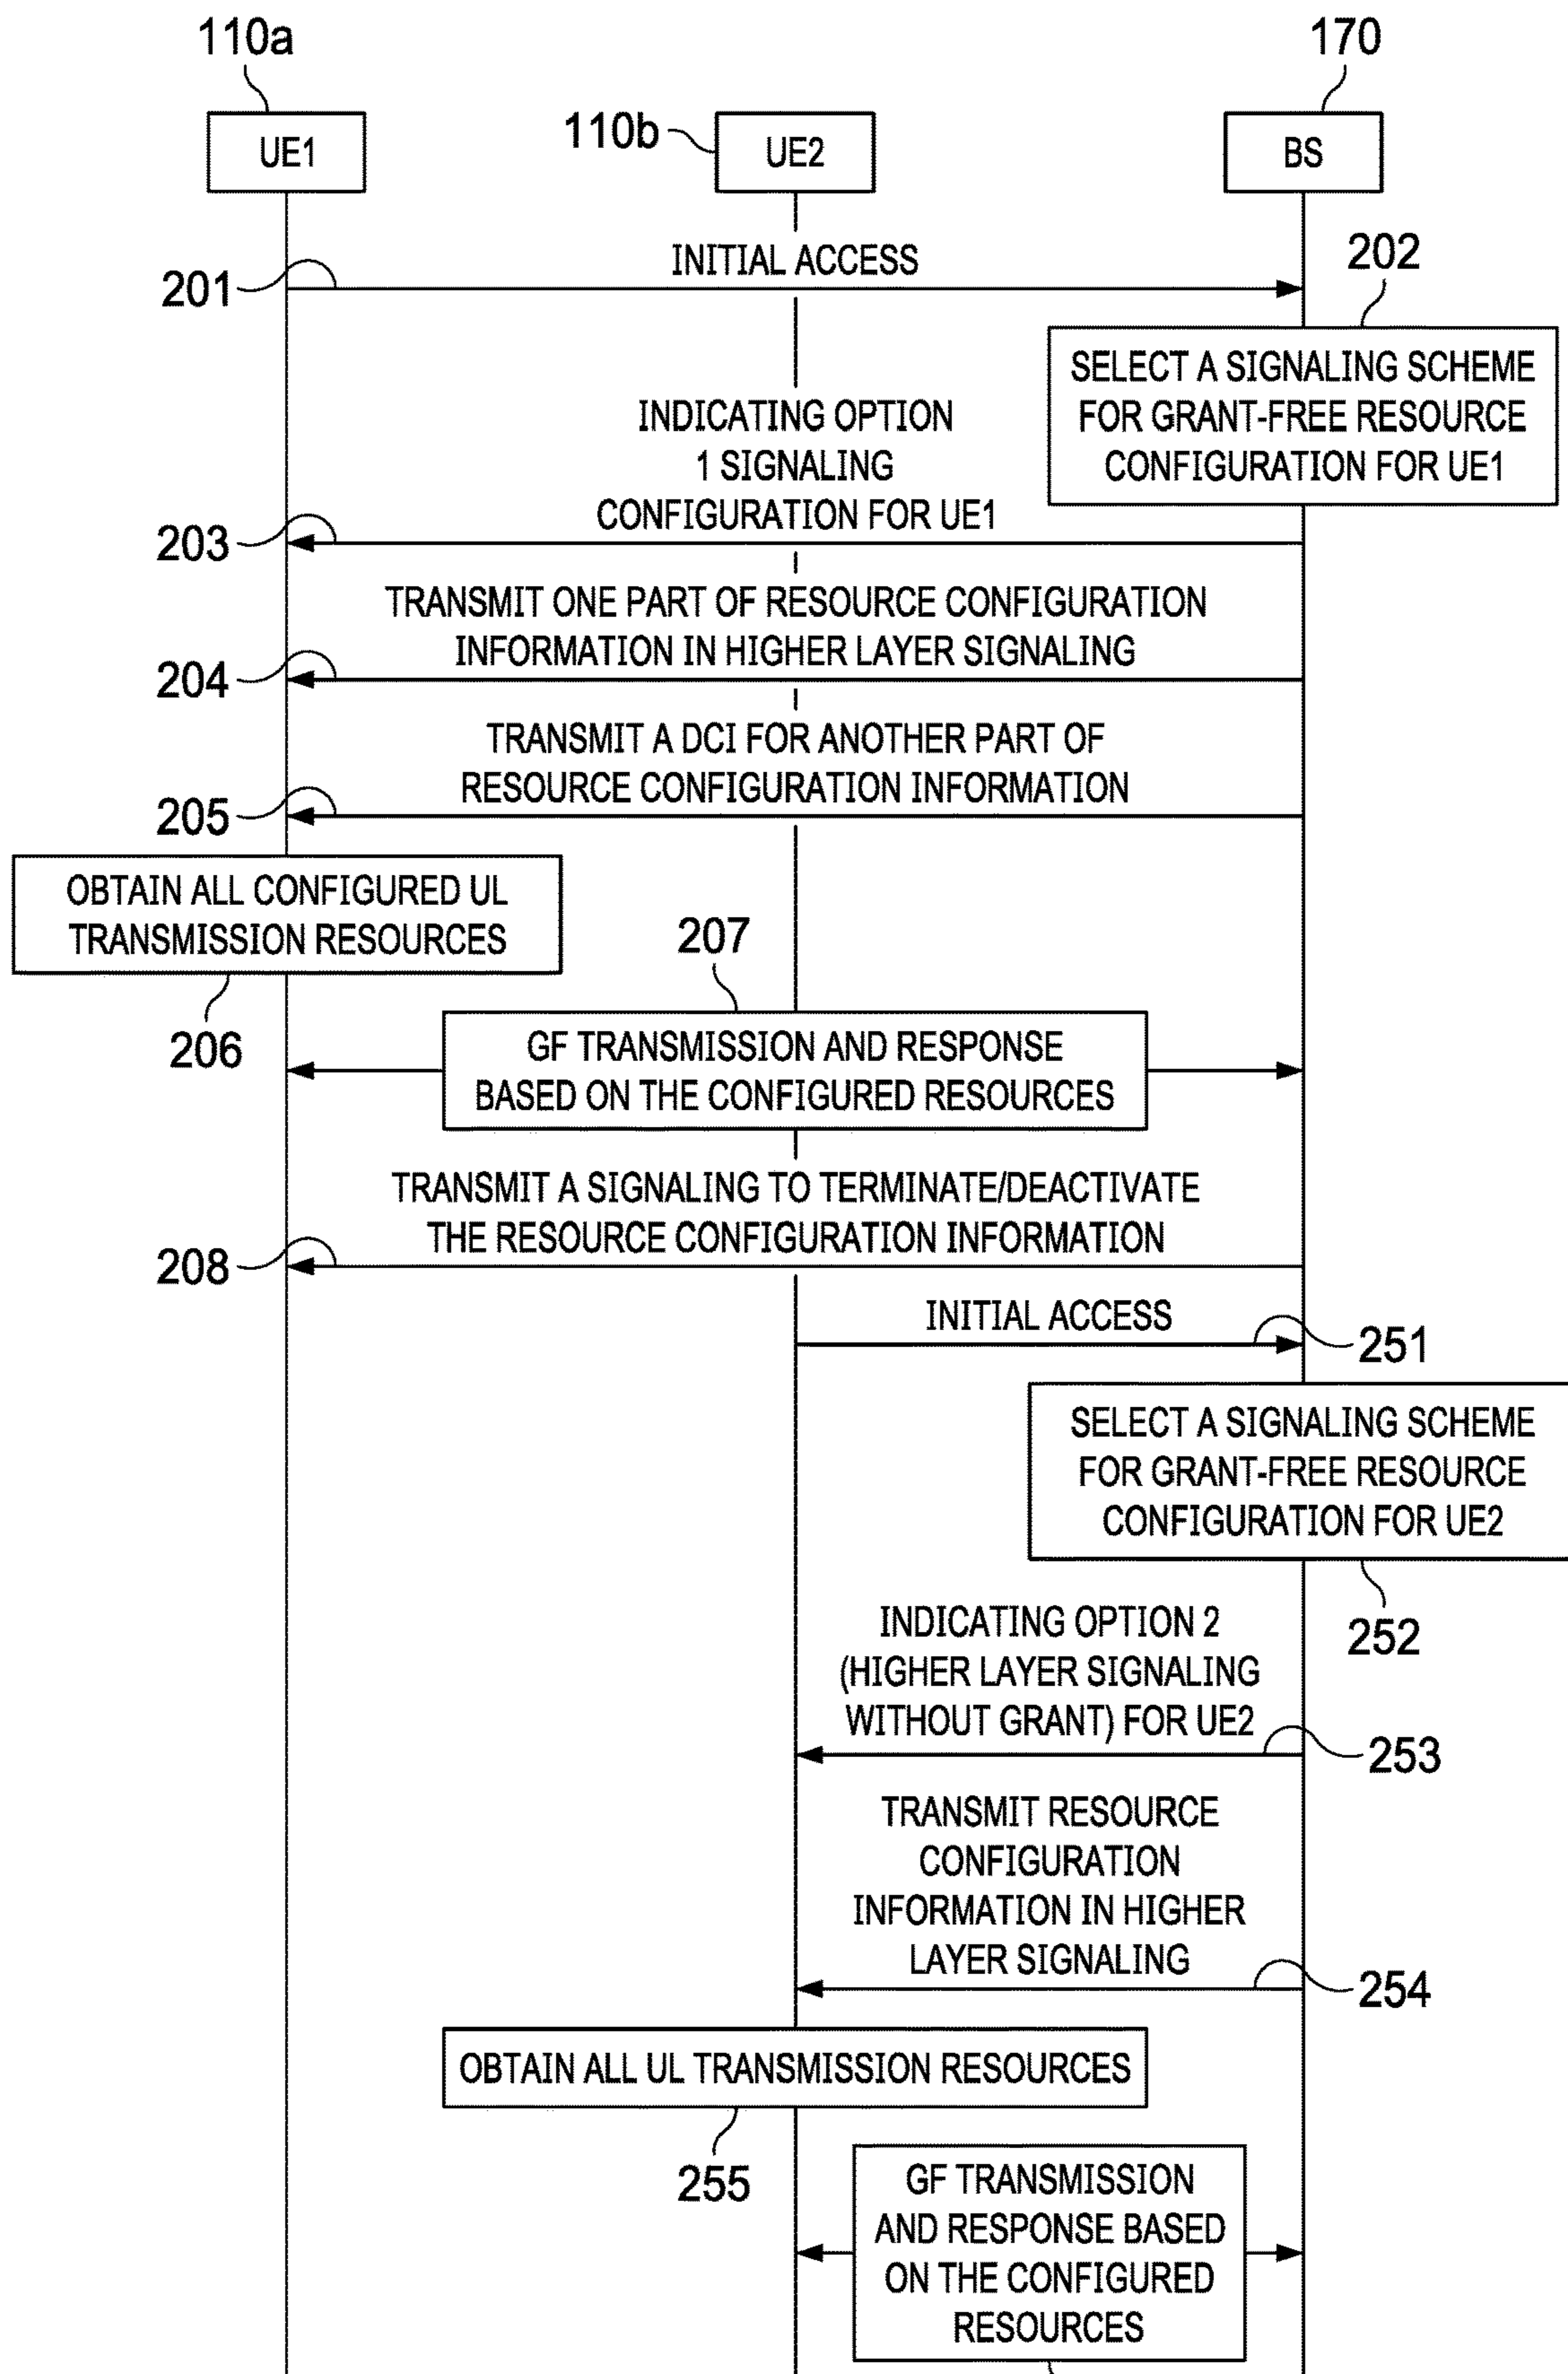 110a
170
110b
UE1
UE2
BS
INITIAL ACCESS
201
202
SELECT A SIGNALING SCHEME
FOR GRANT-FREE RESOURCE
CONFIGURATION FOR UE1
INDICATING OPTION
1 SIGNALING
CONFIGURATION FOR UE1
203
TRANSMIT ONE PART OF RESOURCE CONFIGURATION
INFORMATION IN HIGHER LAYER SIGNALING
204
TRANSMIT A DCI FOR ANOTHER PART OF
RESOURCE CONFIGURATION INFORMATION
205
OBTAIN ALL CONFIGURED UL
TRANSMISSION RESOURCES
206
207
GF TRANSMISSION AND RESPONSE
BASED ON THE CONFIGURED RESOURCES
TRANSMIT A SIGNALING TO TERMINATE/DEACTIVATE
THE RESOURCE CONFIGURATION INFORMATION
208
INITIAL ACCESS
251
SELECT A SIGNALING SCHEME
FOR GRANT-FREE RESOURCE
CONFIGURATION FOR UE2
252
INDICATING OPTION 2
(HIGHER LAYER SIGNALING
WITHOUT GRANT) FOR UE2
253
TRANSMIT RESOURCE
CONFIGURATION
INFORMATION IN HIGHER
LAYER SIGNALING
254
OBTAIN ALL UL TRANSMISSION RESOURCES
255
GF TRANSMISSION
AND RESPONSE BASED
ON THE CONFIGURED
RESOURCES